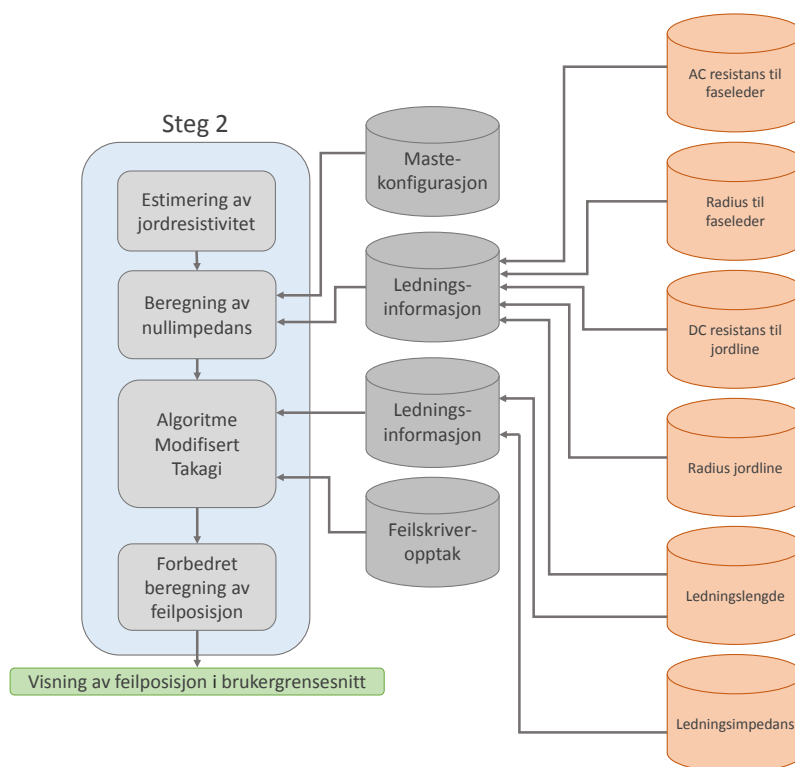 Steg 2
Estimering av
jordresistivitet
Beregning av
nullimpedans
Algoritme
Modifisert
Takagi
Forbedret
beregning av
feilposisjon
Visning av feilposisjon i brukergrensesnitt
Maste-
konfigurasjon
Lednings-
informasjon
Lednings-
informasjon
Feilskriver-
opptak
AC resistans til
faseleder
Radius til
faseleder
DC resistans til
jordline
Radius jordline
Ledningslengde
Ledningsimpedans